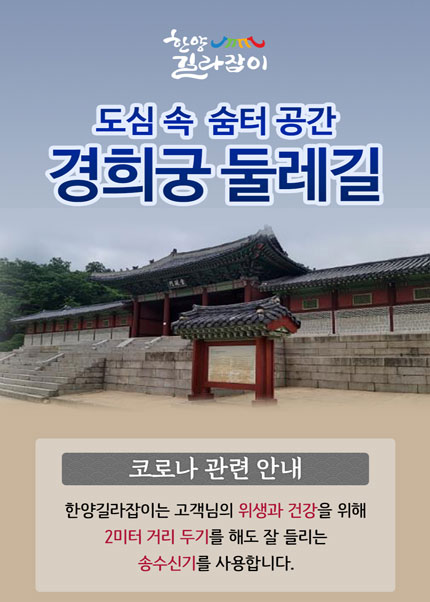 한양
길라잡이
도심 속 숨터 공간
경희궁 둘레길
코로나 관련 안내
한양길라잡이는 고객님의 위생과 건강을 위해
2미터 거리 두기를 해도 잘 들리는
송수신기를 사용합니다.